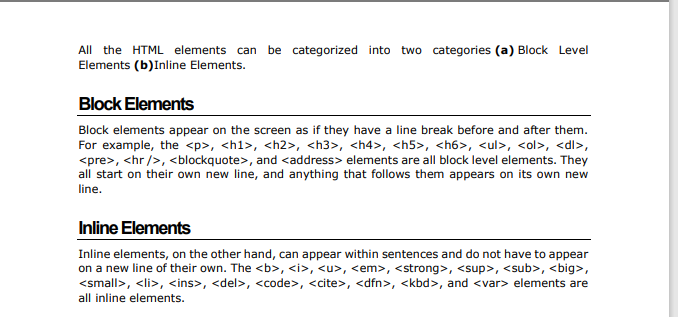 All the HTML elements can be categorized into two categories (a) Block Level
Elements (b)Inline Elements.
Block Elements
Block elements appear on the screen as if they have a line break before and after them.
For example, the <p>, <h1>, <h2>, <h3>, <h4>, <h5>, <h6>, <ul>, <ol>, <dl>,
<pre>, <hr />, <blockquote>, and <address> elements are all block level elements. They
all start on their own new line, and anything that follows them appears on its own new
line.
Inline Elements
Inline elements, on the other hand, can appear within sentences and do not have to appear
on a new line of their own. The <b>, <i>, <u>, <em>, <strong>, <sup>, <sub>, <big>,
<small>, <li>, <ins>, <del>, <code>, <cite>, <dfn>, <kbd>, and <var> elements are
all inline elements.